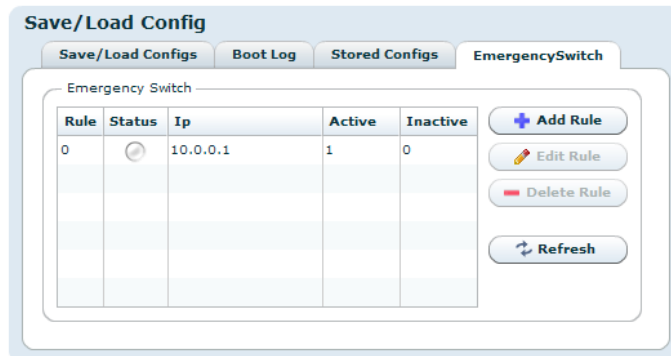 Save/Load Config
Save/Load Configs Boot Log Stored Configs EmergencySwitch
Emergency Switch
Rule Status Ip Active Inactive
0 10.0.0.1 1 0
Add Rule
Edit Rule
Delete Rule
Refresh